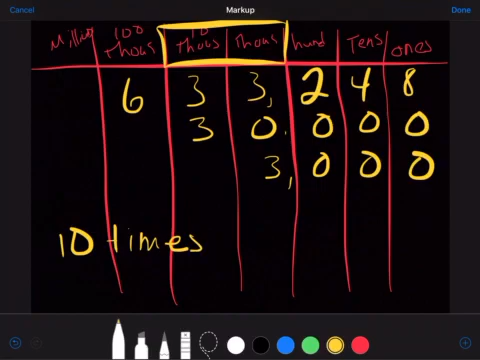 Cancel Markup Done
Million 100 Thous 10 Thous Thous hund Tens ones
6 3 3, 2 4 8
3 0. 0 0 0
3, 0 0 0
10 times